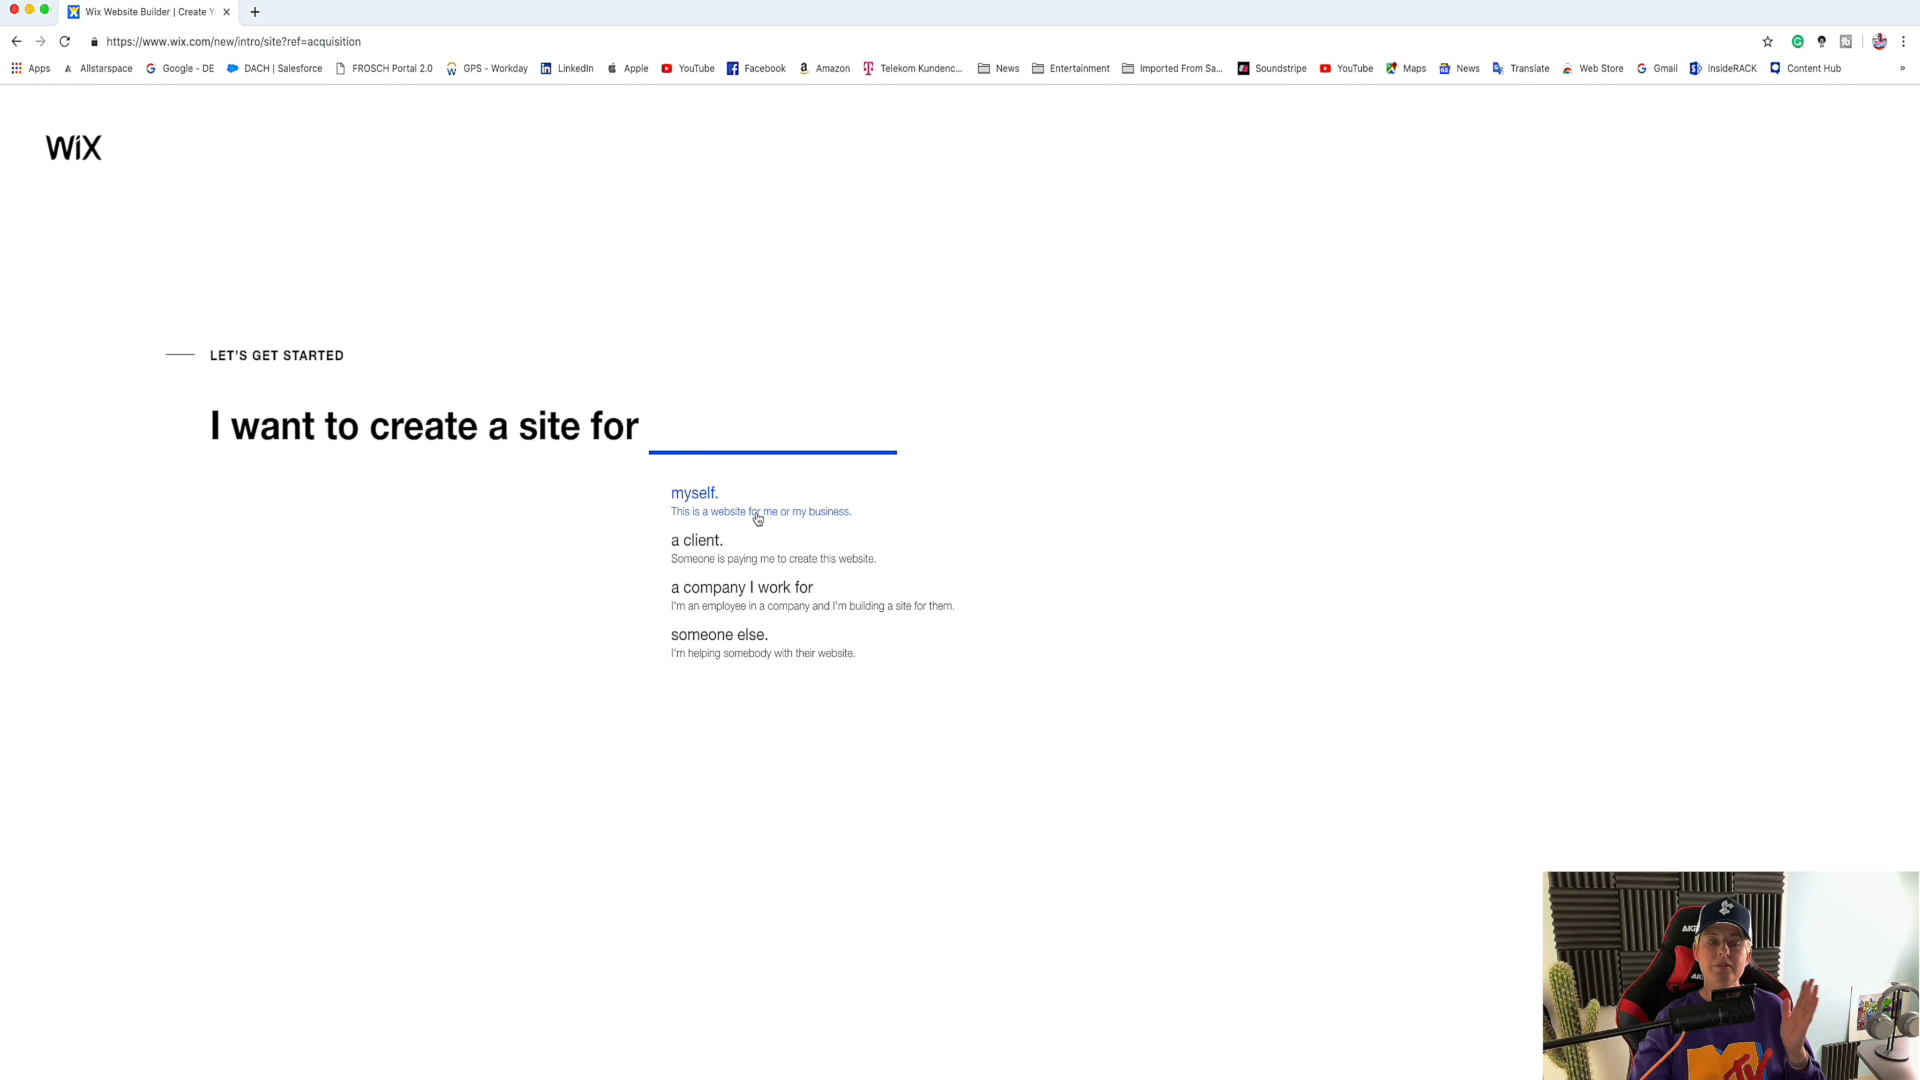 Wix Website Builder | Create Y
https://www.wix.com/new/intro/site?ref=acquisition
Apps Allstarspace Google - DE DACH | Salesforce FROSCH Portal 2.0 GPS - Workday LinkedIn Apple YouTube Facebook Amazon Telekom Kundenc... News Entertainment Imported From Sa... Soundstripe YouTube Maps News Translate Web Store Gmail InsideRACK Content Hub »
WiX
LET'S GET STARTED
I want to create a site for
myself.
This is a website for me or my business.
a client.
Someone is paying me to create this website.
a company I work for
I'm an employee in a company and I'm building a site for them.
someone else.
I'm helping somebody with their website.
MTV